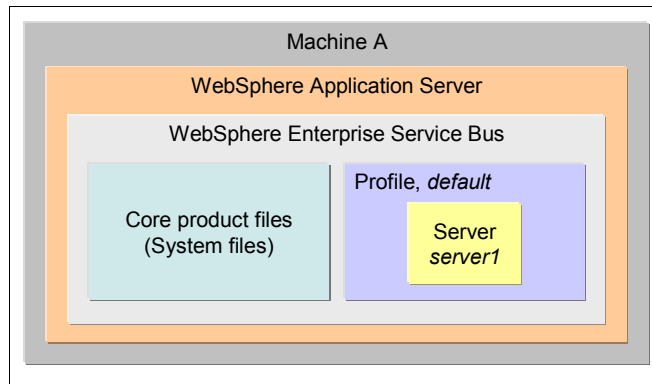 Machine A
WebSphere Application Server
WebSphere Enterprise Service Bus
Core product files
(System files)
Profile, default
Server
server1